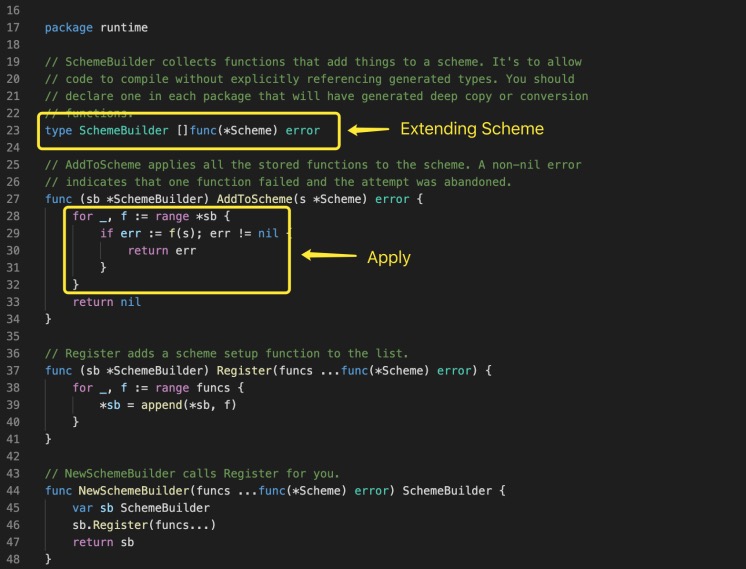 16
17 package runtime
18
19 // SchemeBuilder collects functions that add things to a scheme. It's to allow
20 // code to compile without explicitly referencing generated types. You should
21 // declare one in each package that will have generated deep copy or conversion
22 // functions.
23 type SchemeBuilder []func(*Scheme) error Extending Scheme
24
25 // AddToScheme applies all the stored functions to the scheme. A non-nil error
26 // indicates that one function failed and the attempt was abandoned.
27 func (sb *SchemeBuilder) AddToScheme(s *Scheme) error {
28 for _, f := range *sb {
29 if err := f(s); err != nil {
30 return err Apply
31 }
32 }
33 return nil
34 }
35
36 // Register adds a scheme setup function to the list.
37 func (sb *SchemeBuilder) Register(funcs ...func(*Scheme) error) {
38 for _, f := range funcs {
39 *sb = append(*sb, f)
40 }
41 }
42
43 // NewSchemeBuilder calls Register for you.
44 func NewSchemeBuilder(funcs ...func(*Scheme) error) SchemeBuilder {
45 var sb SchemeBuilder
46 sb.Register(funcs...)
47 return sb
48 }